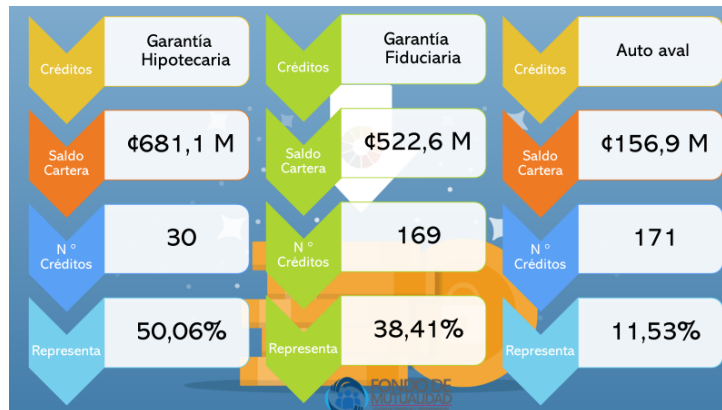 Créditos
Garantía
Hipotecaria
Saldo
Cartera
¢681,1 M
N °
Créditos
30
Representa
50,06%
Créditos
Garantía
Fiduciaria
Saldo
Cartera
¢522,6 M
N °
Créditos
169
Representa
38,41%
Créditos
Auto aval
Saldo
Cartera
¢156,9 M
N °
Créditos
171
Representa
11,53%
FONDO DE
MUTUALIDAD